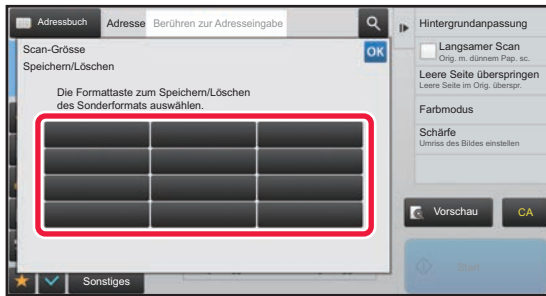 Adressbuch Adresse Berühren zur Adresseingabe
Scan-Grösse
OK
Speichern/Löschen
Die Formattaste zum Speichern/Löschen
des Sonderformats auswählen.
Sonstiges
Hintergrundanpassung
Langsamer Scan
Orig. m. dünnem Pap. sc.
Leere Seite überspringen
Leere Seite im Orig. überspr.
Farbmodus
Schärfe
Umriss des Bildes einstellen
Vorschau
CA
Start